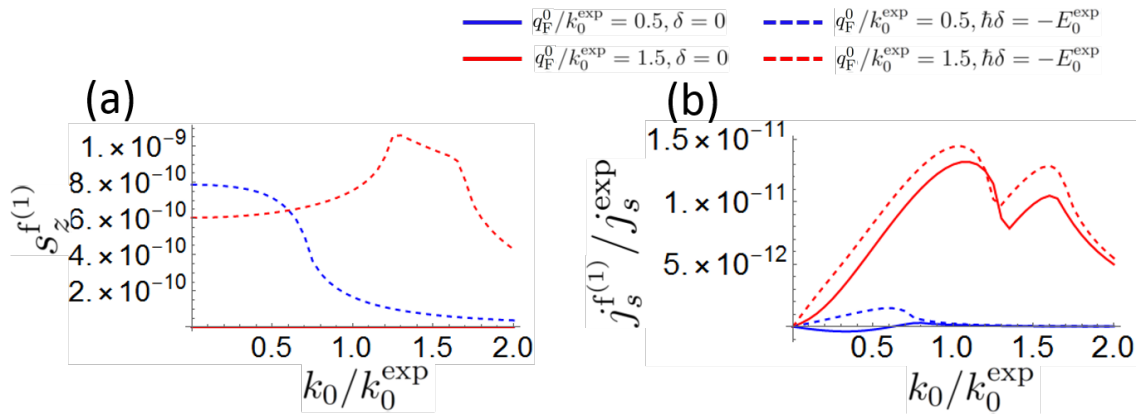 q_F^0/k_0^exp = 0.5, δ = 0
q_F^0/k_0^exp = 0.5, ħδ = −E_0^exp
q_F^0/k_0^exp = 1.5, δ = 0
q_F^0/k_0^exp = 1.5, ħδ = −E_0^exp
(a)
1. × 10^−9
8. × 10^−10
6. × 10^−10
4. × 10^−10
2. × 10^−10
s_z^f^(1)
0.5 1.0 1.5 2.0
k_0/k_0^exp
(b)
1.5 × 10^−11
1. × 10^−11
5. × 10^−12
j_s^f^(1)/j_s^exp
0.5 1.0 1.5 2.0
k_0/k_0^exp